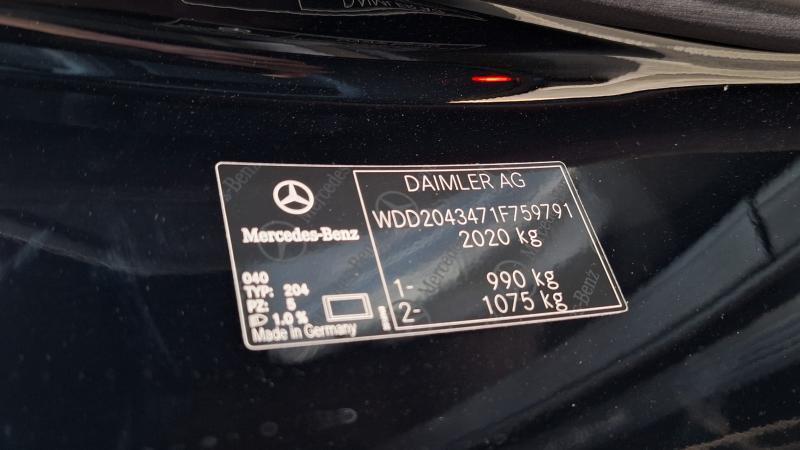 DAIMLER AG
WDD2043471F759791
2020 kg
1- 990 kg
2- 1075 kg
Mercedes-Benz
040
TYP: 204
PZ: 5
1.0 %
Made in Germany